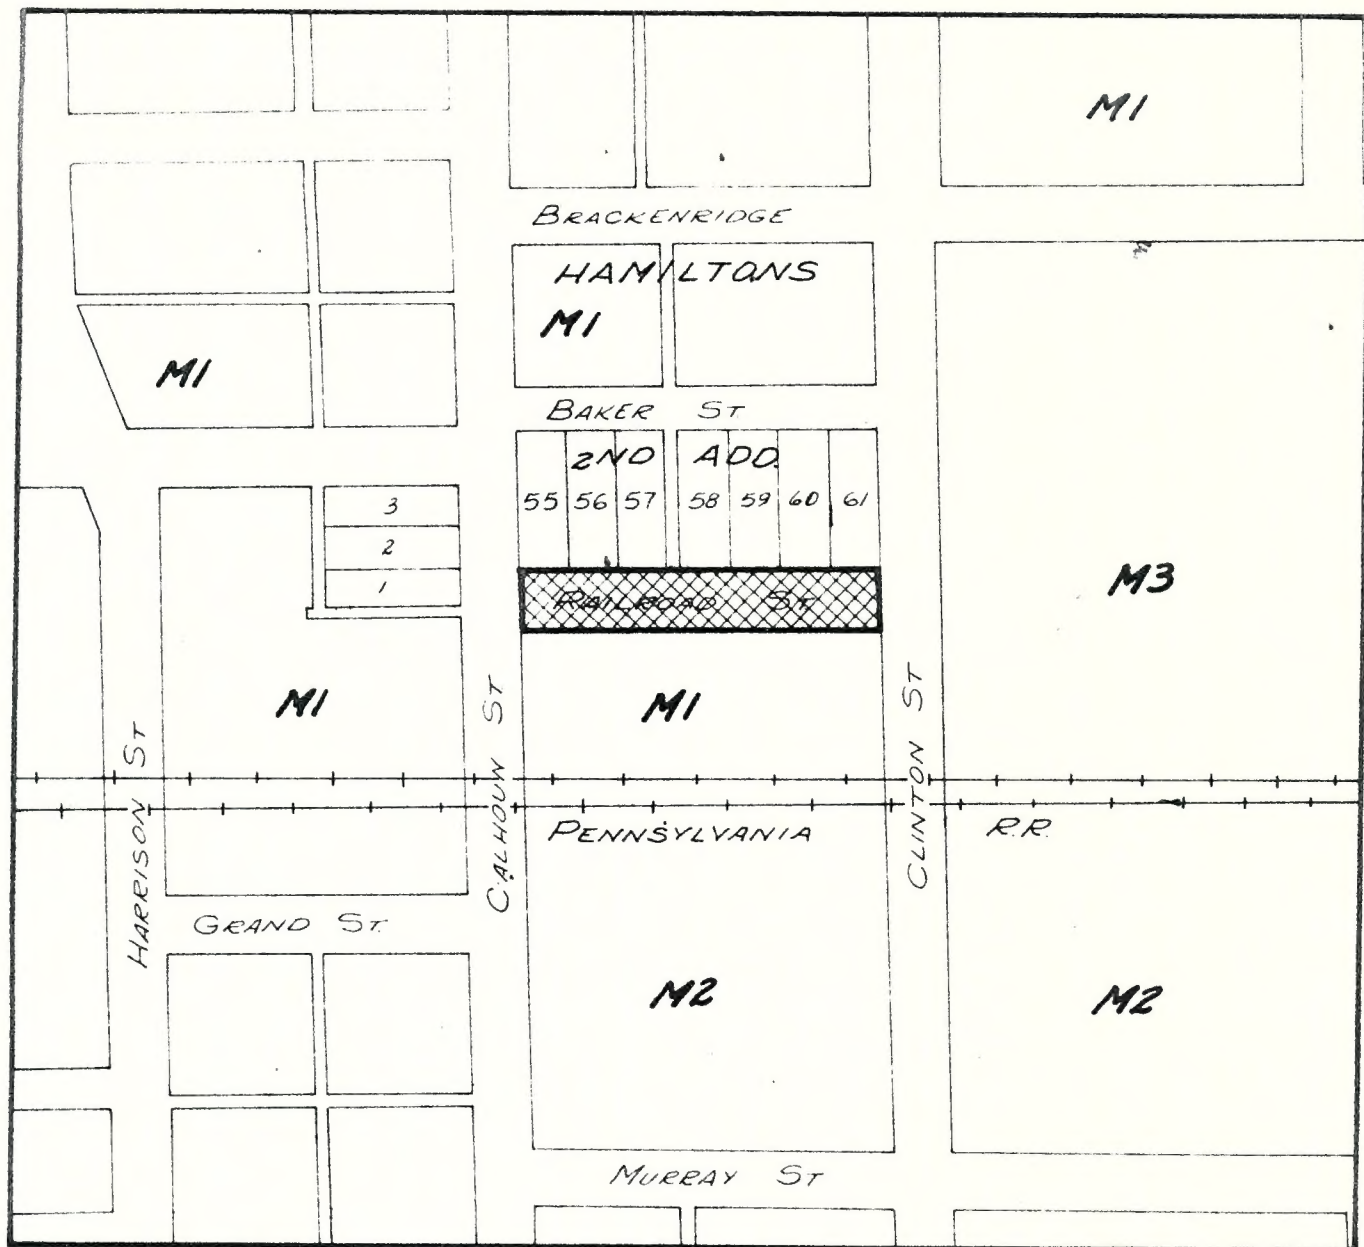 M1
BRACKENRIDGE
HAMILTONS
M1
M1
BAKER ST
2ND ADD.
55 56 57 58 59 60 61
3
2
1
RAILROAD ST
M3
M1
M1
HARRISON ST
CALHOUN ST
CLINTON ST
PENNSYLVANIA R.R.
GRAND ST.
M2
M2
MURRAY ST